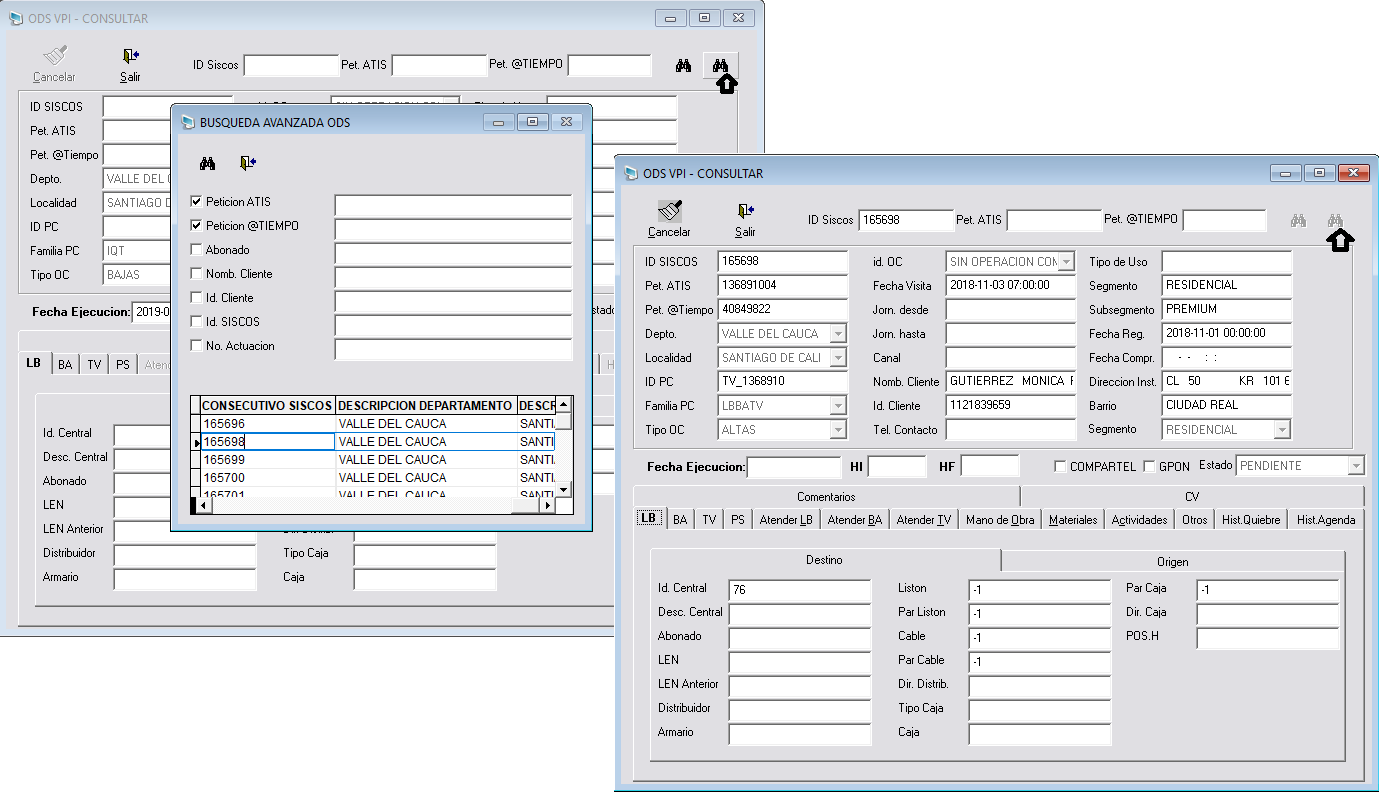 ODS VPI - CONSULTAR
Cancelar
Salir
ID Siscos
Pet. ATIS
Pet. @TIEMPO
ID SISCOS
Pet. ATIS
Pet. @Tiempo
Depto.
VALLE DEL
Localidad
SANTIAGO
ID PC
Familia PC
IQT
Tipo OC
BAJAS
Fecha Ejecucion:
2019-0
LB
BA
TV
PS
Id. Central
Desc. Central
Abonado
LEN
LEN Anterior
Distribuidor
Tipo Caja
Armario
Caja
BUSQUEDA AVANZADA ODS
Peticion ATIS
Peticion @TIEMPO
Abonado
Nomb. Cliente
Id. Cliente
Id. SISCOS
No. Actuacion
CONSECUTIVO SISCOS DESCRIPCION DEPARTAMENTO DESCR
165696 VALLE DEL CAUCA SANTI
165698 VALLE DEL CAUCA SANTI
165699 VALLE DEL CAUCA SANTI
165700 VALLE DEL CAUCA SANTI
165701 VALLE DEL CAUCA SANTI
ODS VPI - CONSULTAR
Cancelar
Salir
ID Siscos 165698 Pet. ATIS Pet. @TIEMPO
ID SISCOS 165698 id. OC SIN OPERACION CON Tipo de Uso
Pet. ATIS 136891004 Fecha Visita 2018-11-03 07:00:00 Segmento RESIDENCIAL
Pet. @Tiempo 40849822 Jorn. desde Subsegmento PREMIUM
Depto. VALLE DEL CAUCA Jorn. hasta Fecha Reg. 2018-11-01 00:00:00
Localidad SANTIAGO DE CALI Canal Fecha Compr. - - : :
ID PC TV_1368910 Nomb. Cliente GUTIERREZ MONICA Direccion Inst. CL 50 KR 101 6
Familia PC LBBATV Id. Cliente 1121839659 Barrio CIUDAD REAL
Tipo OC ALTAS Tel. Contacto Segmento RESIDENCIAL
Fecha Ejecucion: HI HF COMPARTEL GPON Estado PENDIENTE
Comentarios CV
LB BA TV PS Atender LB Atender BA Atender TV Mano de Obra Materiales Actividades Otros Hist.Quiebre Hist.Agenda
Destino Origen
Id. Central 76 Liston -1 Par Caja -1
Desc. Central Par Liston -1 Dir. Caja
Abonado Cable -1 POS.H
LEN Par Cable -1
LEN Anterior Dir. Distrib.
Distribuidor Tipo Caja
Armario Caja